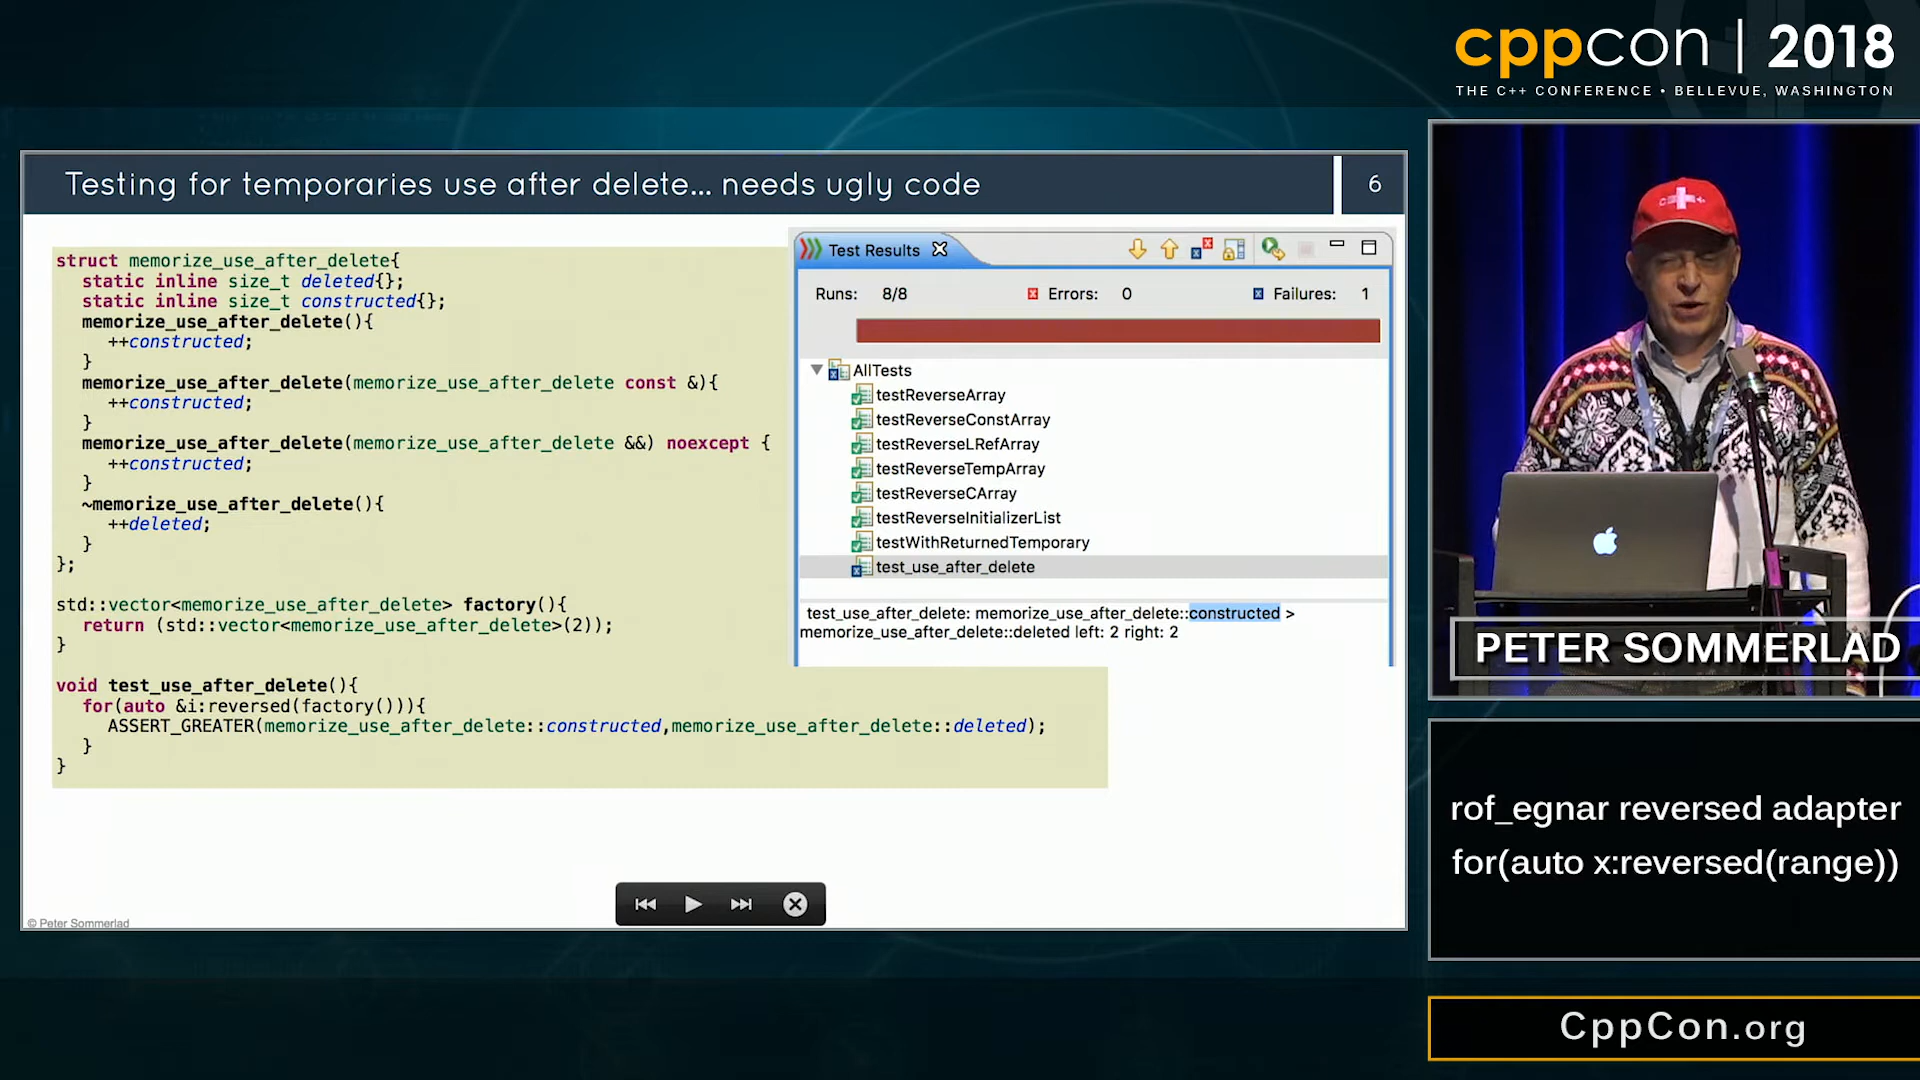 cppcon | 2018
THE C++ CONFERENCE • BELLEVUE, WASHINGTON
Testing for temporaries use after delete... needs ugly code
6
struct memorize_use_after_delete{
static inline size_t deleted{};
static inline size_t constructed{};
memorize_use_after_delete(){
++constructed;
}
memorize_use_after_delete(memorize_use_after_delete const &){
++constructed;
}
memorize_use_after_delete(memorize_use_after_delete &&) noexcept {
++constructed;
}
~memorize_use_after_delete(){
++deleted;
}
};
std::vector<memorize_use_after_delete> factory(){
return (std::vector<memorize_use_after_delete>(2));
}
void test_use_after_delete(){
for(auto &i:reversed(factory())){
ASSERT_GREATER(memorize_use_after_delete::constructed,memorize_use_after_delete::deleted);
}
}
Test Results
Runs: 8/8 Errors: 0 Failures: 1
AllTests
testReverseArray
testReverseConstArray
testReverseLRefArray
testReverseTempArray
testReverseCArray
testReverseInitializerList
testWithReturnedTemporary
test_use_after_delete
test_use_after_delete: memorize_use_after_delete::constructed >
memorize_use_after_delete::deleted left: 2 right: 2
© Peter Sommerlad
PETER SOMMERLAD
rof_egnar reversed adapter
for(auto x:reversed(range))
CppCon.org